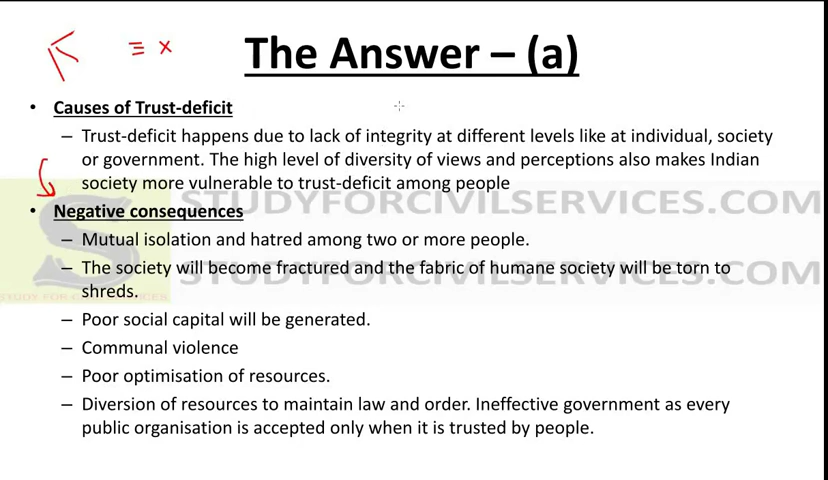 The Answer – (a)
• Causes of Trust-deficit
– Trust-deficit happens due to lack of integrity at different levels like at individual, society
or government. The high level of diversity of views and perceptions also makes Indian
society more vulnerable to trust-deficit among people
STUDYFORCIVILSERVICES.COM
• Negative consequences
– Mutual isolation and hatred among two or more people.
– The society will become fractured and the fabric of humane society will be torn to
STUDYFORCIVILSERVICES.COM
shreds.
– Poor social capital will be generated.
– Communal violence
– Poor optimisation of resources.
– Diversion of resources to maintain law and order. Ineffective government as every
public organisation is accepted only when it is trusted by people.